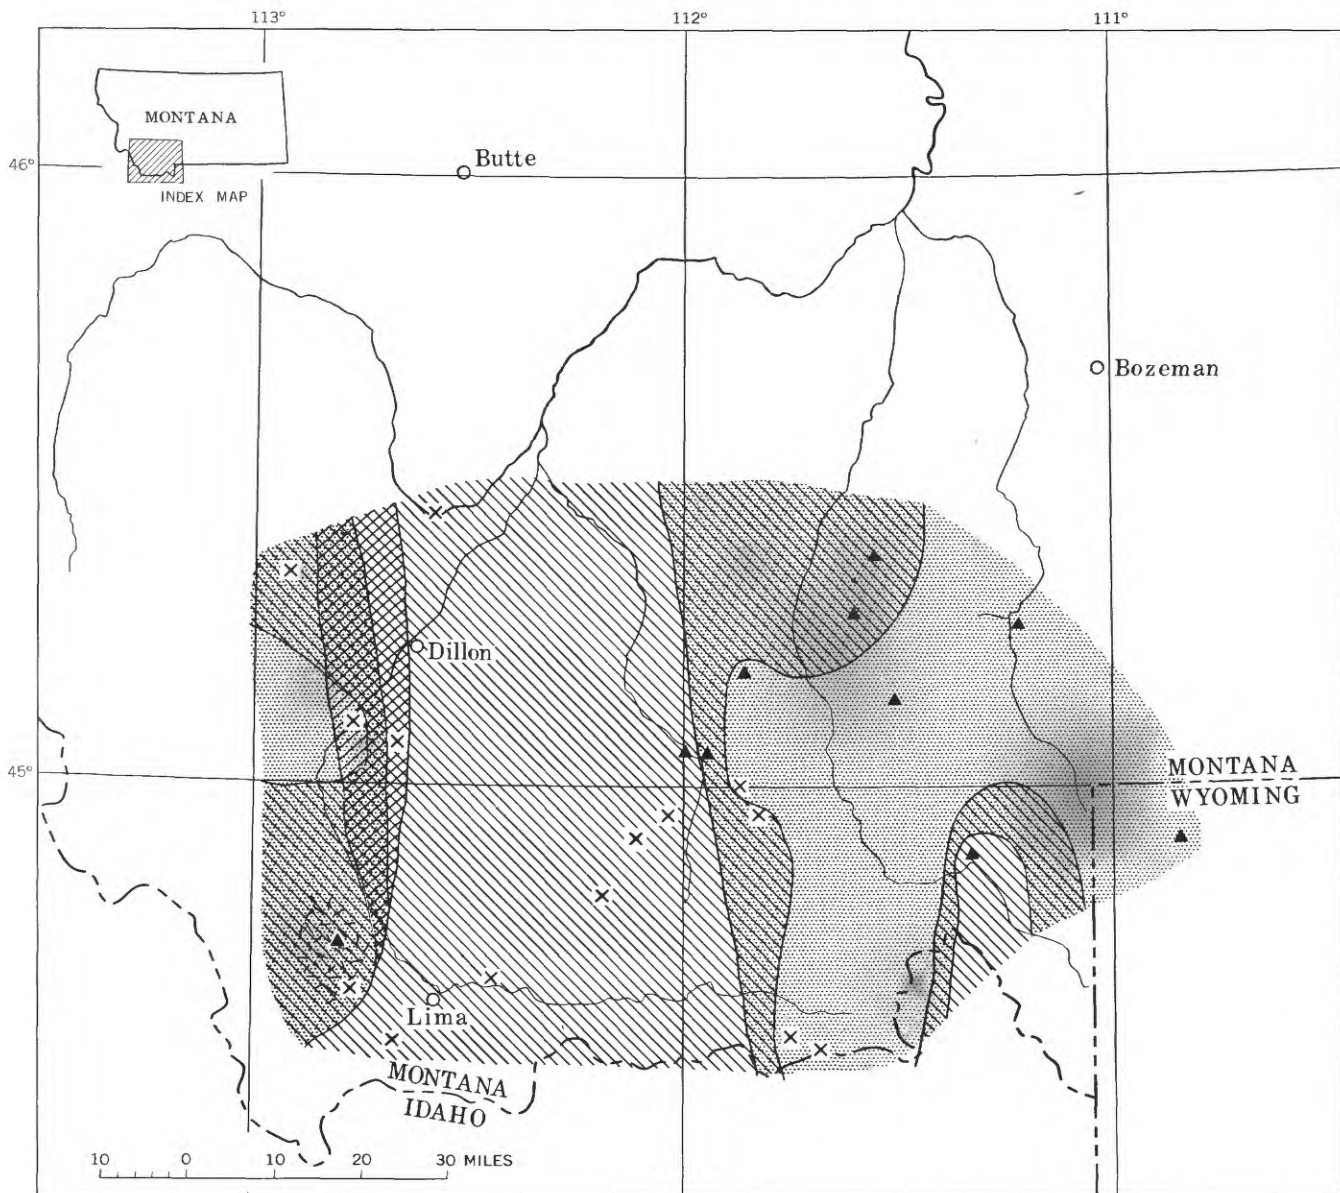 113°
112°
111°
MONTANA
46°
Butte
INDEX MAP
Bozeman
Dillon
45°
MONTANA
WYOMING
Lima
MONTANA
IDAHO
10 0 10 20 30 MILES